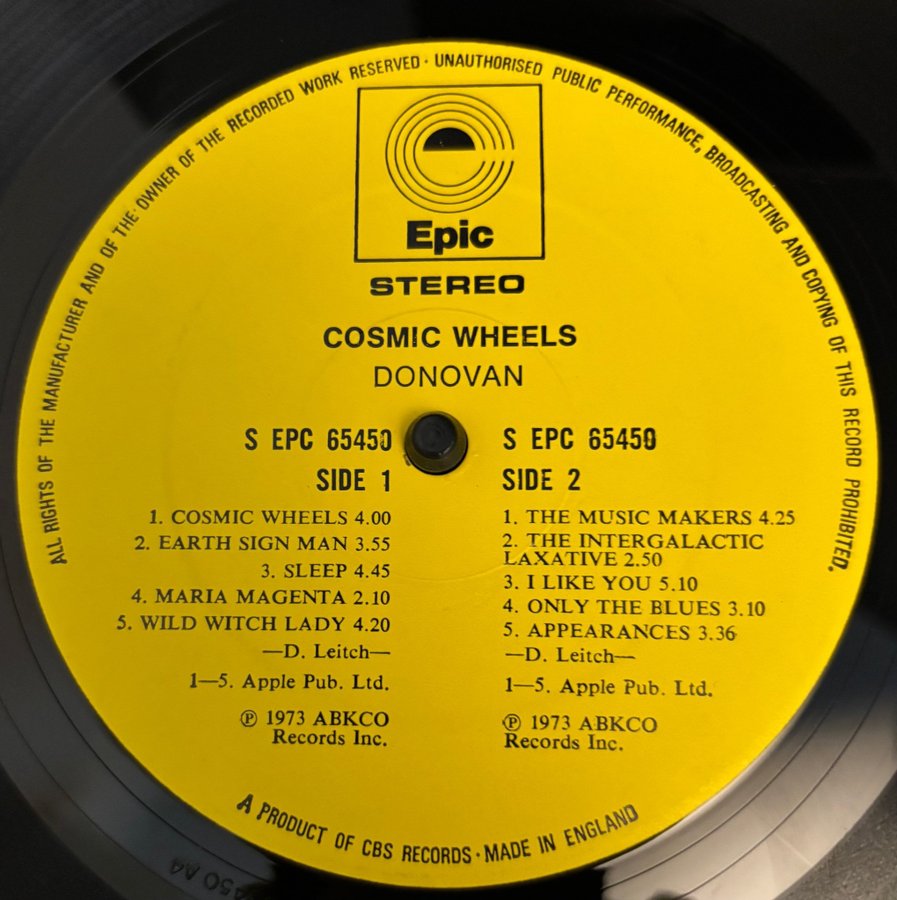 ALL RIGHTS OF THE MANUFACTURER AND OF THE OWNER OF THE RECORDED WORK RESERVED · UNAUTHORISED PUBLIC PERFORMANCE, BROADCASTING AND COPYING OF THIS RECORD PROHIBITED.
Epic
STEREO
COSMIC WHEELS
DONOVAN
S EPC 65450
SIDE 1
1. COSMIC WHEELS 4.00
2. EARTH SIGN MAN 3.55
3. SLEEP 4.45
4. MARIA MAGENTA 2.10
5. WILD WITCH LADY 4.20
—D. Leitch—
1—5. Apple Pub. Ltd.
℗ 1973 ABKCO
Records Inc.
S EPC 65450
SIDE 2
1. THE MUSIC MAKERS 4.25
2. THE INTERGALACTIC
LAXATIVE 2.50
3. I LIKE YOU 5.10
4. ONLY THE BLUES 3.10
5. APPEARANCES 3.36
—D. Leitch—
1—5. Apple Pub. Ltd.
℗ 1973 ABKCO
Records Inc.
A PRODUCT OF CBS RECORDS · MADE IN ENGLAND